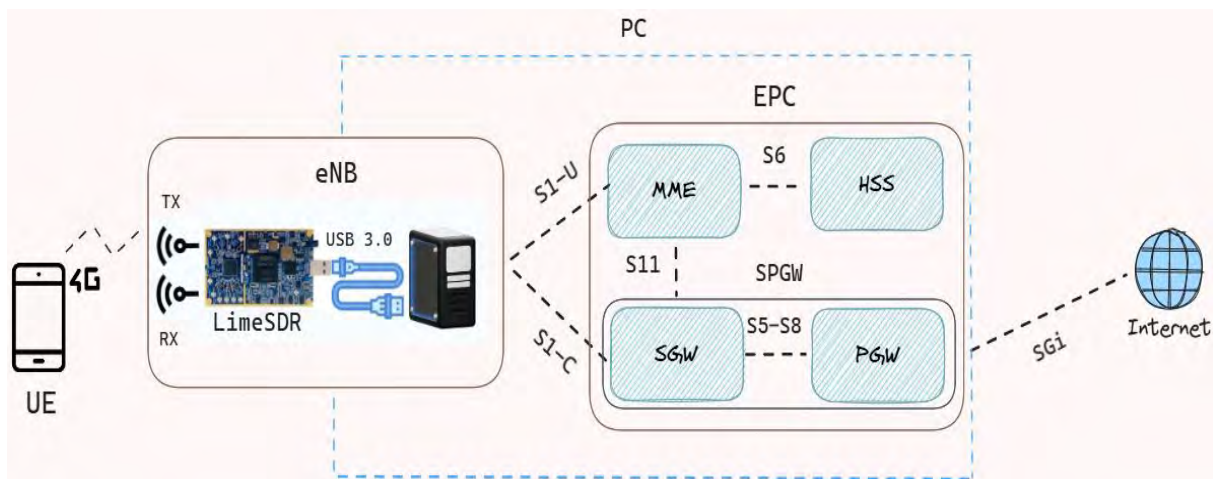 PC
EPC
eNB
TX
USB 3.0
LimeSDR
RX
4G
UE
S1-U
S1-C
MME
S6
HSS
S11
SPGW
SGW
S5-S8
PGW
SGi
Internet